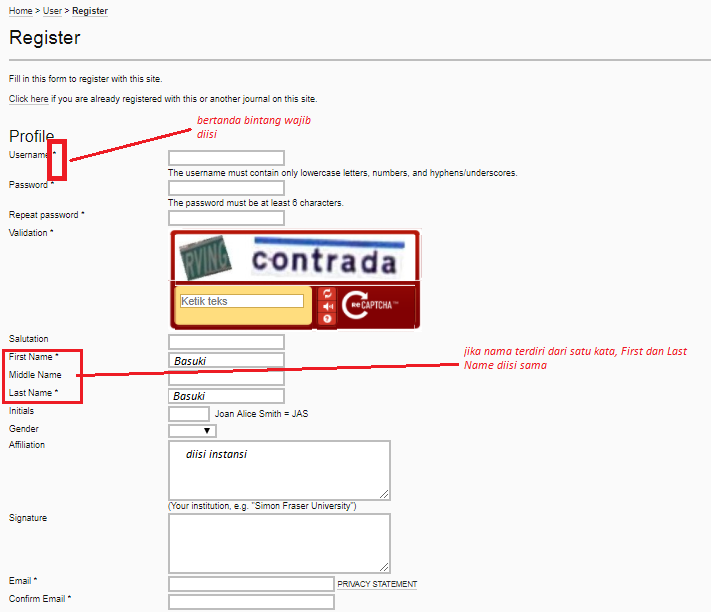 Home > User > Register
Register
Fill in this form to register with this site.
Click here if you are already registered with this or another journal on this site.
bertanda bintang wajib
diisi
Profile
Username *
The username must contain only lowercase letters, numbers, and hyphens/underscores.
Password *
The password must be at least 6 characters.
Repeat password *
Validation *
RVING contrada
Ketik teks
reCAPTCHA™
Salutation
jika nama terdiri dari satu kata, First dan Last
Name diisi sama
First Name * Basuki
Middle Name
Last Name * Basuki
Initials Joan Alice Smith = JAS
Gender
Affiliation diisi instansi
(Your institution, e.g. "Simon Fraser University")
Signature
Email * PRIVACY STATEMENT
Confirm Email *